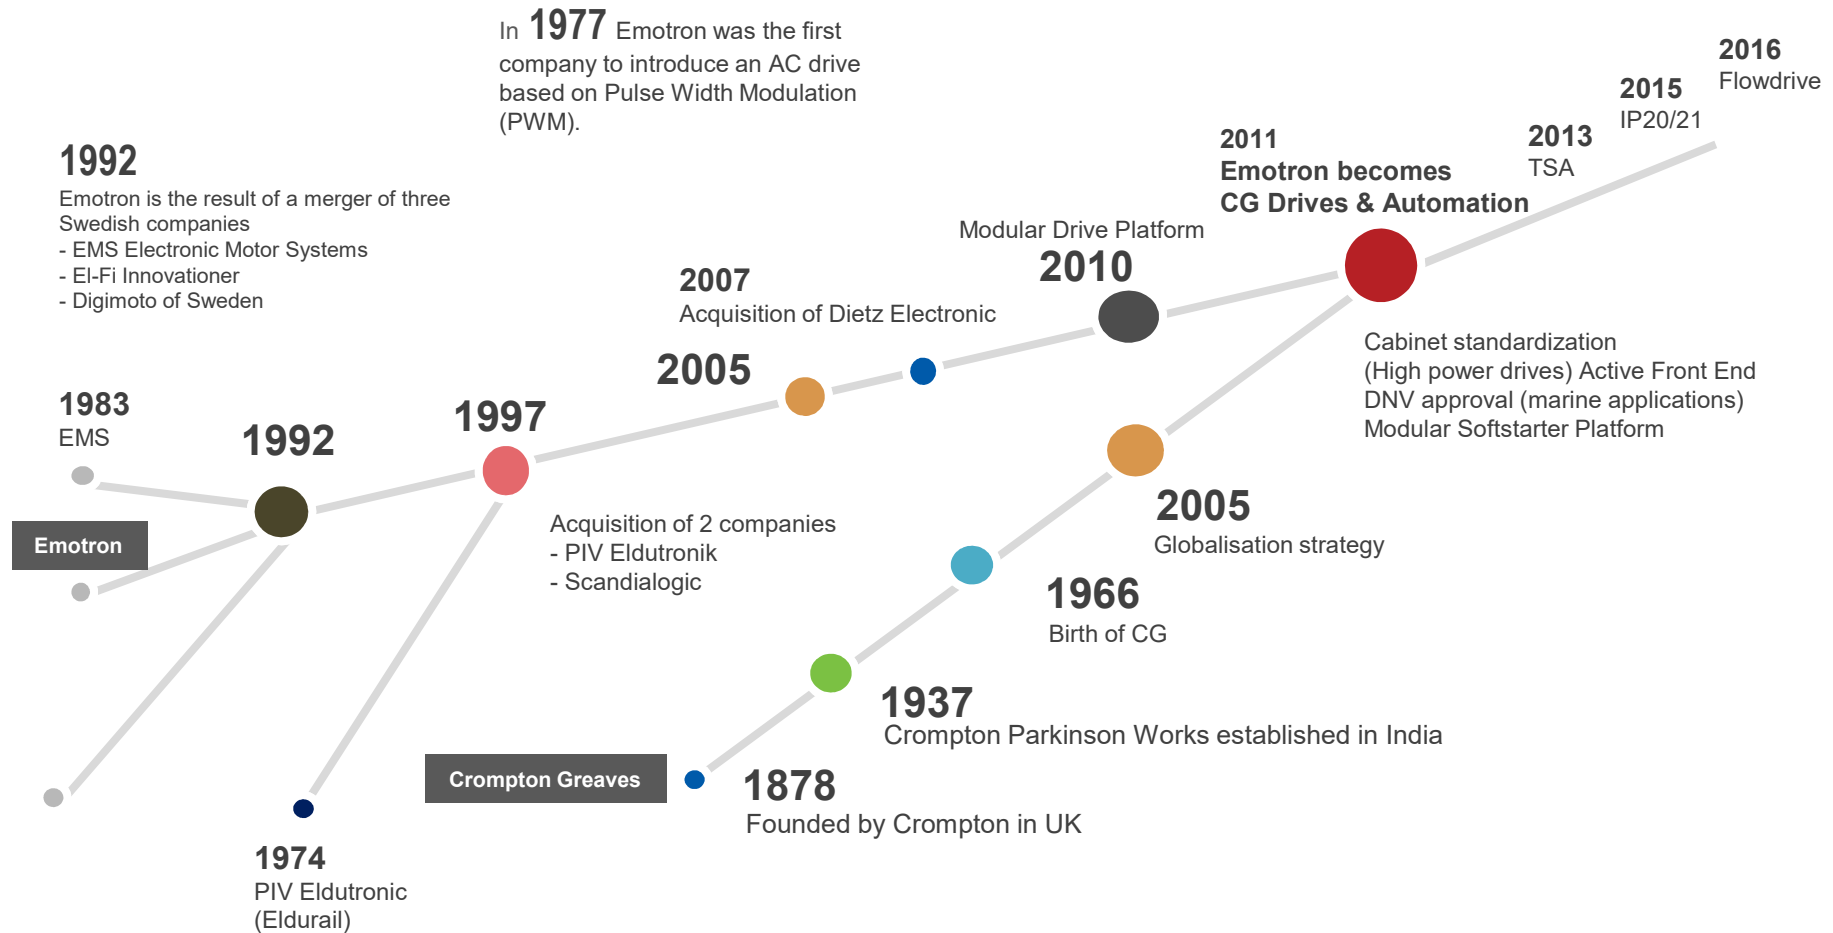 In 1977 Emotron was the first
company to introduce an AC drive
based on Pulse Width Modulation
(PWM).
1992
Emotron is the result of a merger of three
Swedish companies
- EMS Electronic Motor Systems
- El-Fi Innovationer
- Digimoto of Sweden
1983
EMS
1992
Emotron
1997
Acquisition of 2 companies
- PIV Eldutronik
- Scandialogic
1974
PIV Eldutronic
(Eldurail)
2005
2007
Acquisition of Dietz Electronic
Modular Drive Platform
2010
2011
Emotron becomes
CG Drives & Automation
2013
TSA
2015
IP20/21
2016
Flowdrive
Cabinet standardization
(High power drives) Active Front End
DNV approval (marine applications)
Modular Softstarter Platform
2005
Globalisation strategy
1966
Birth of CG
1937
Crompton Parkinson Works established in India
Crompton Greaves
1878
Founded by Crompton in UK